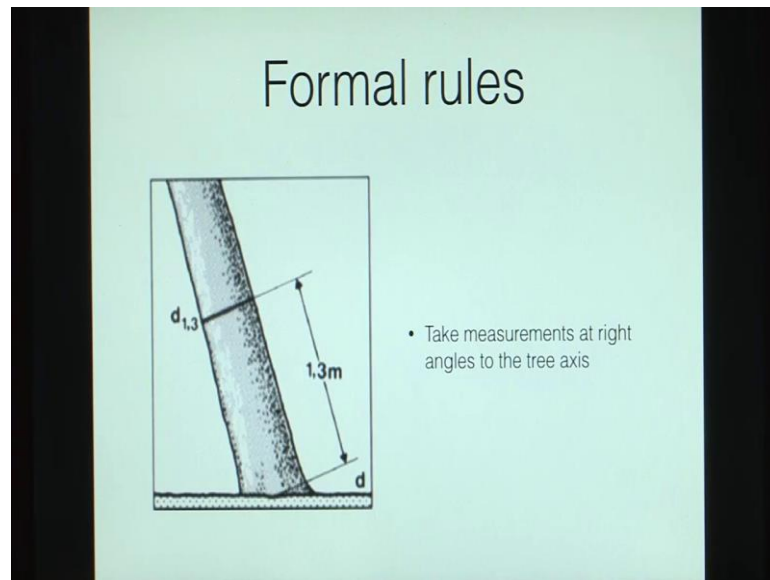 Formal rules
d1,3
1,3m
d
• Take measurements at right
angles to the tree axis